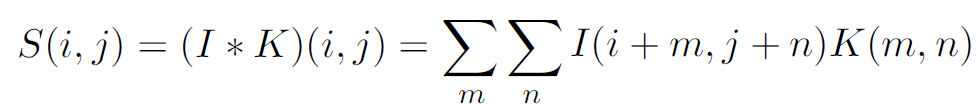 S(i, j) = (I ∗ K)(i, j) = ∑_m ∑_n I(i + m, j + n)K(m, n)